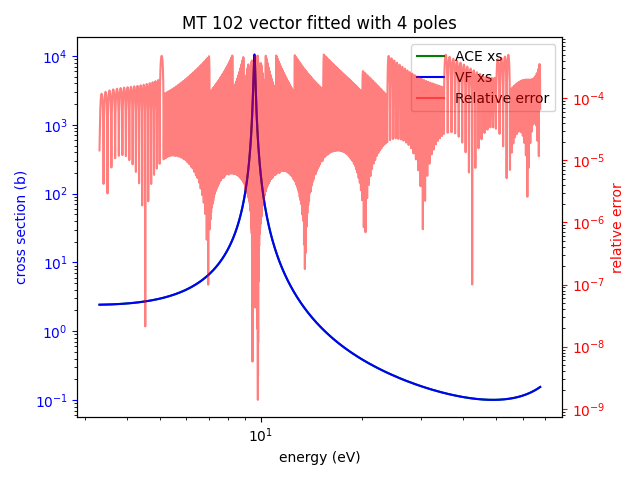 MT 102 vector fitted with 4 poles
ACE xs
VF xs
Relative error
cross section (b)
10^4
10^3
10^2
10^1
10^0
10^-1
10^-4
10^-5
10^-6
10^-7
10^-8
10^-9
relative error
10^1
energy (eV)